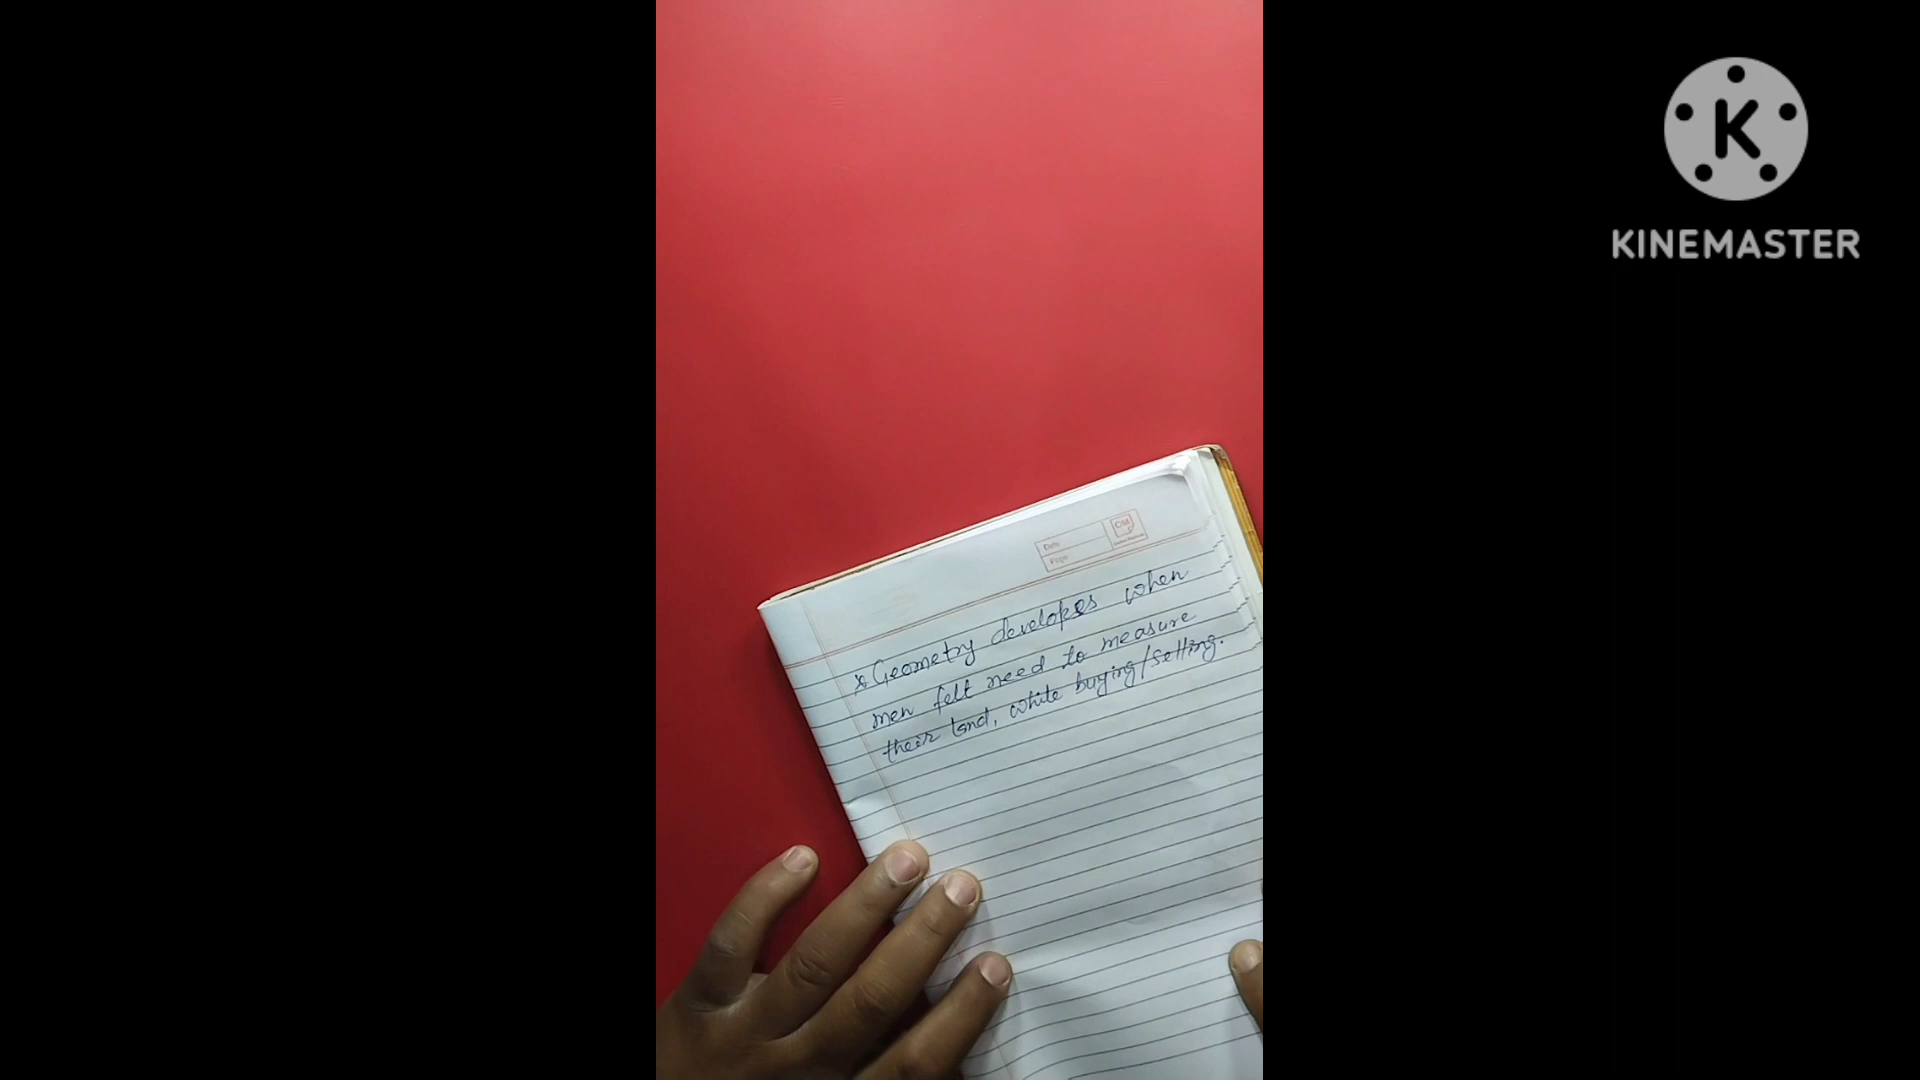 KINEMASTER
Date
Page
* Geometry developes when
men felt need to measure
their land, while buying/selling.